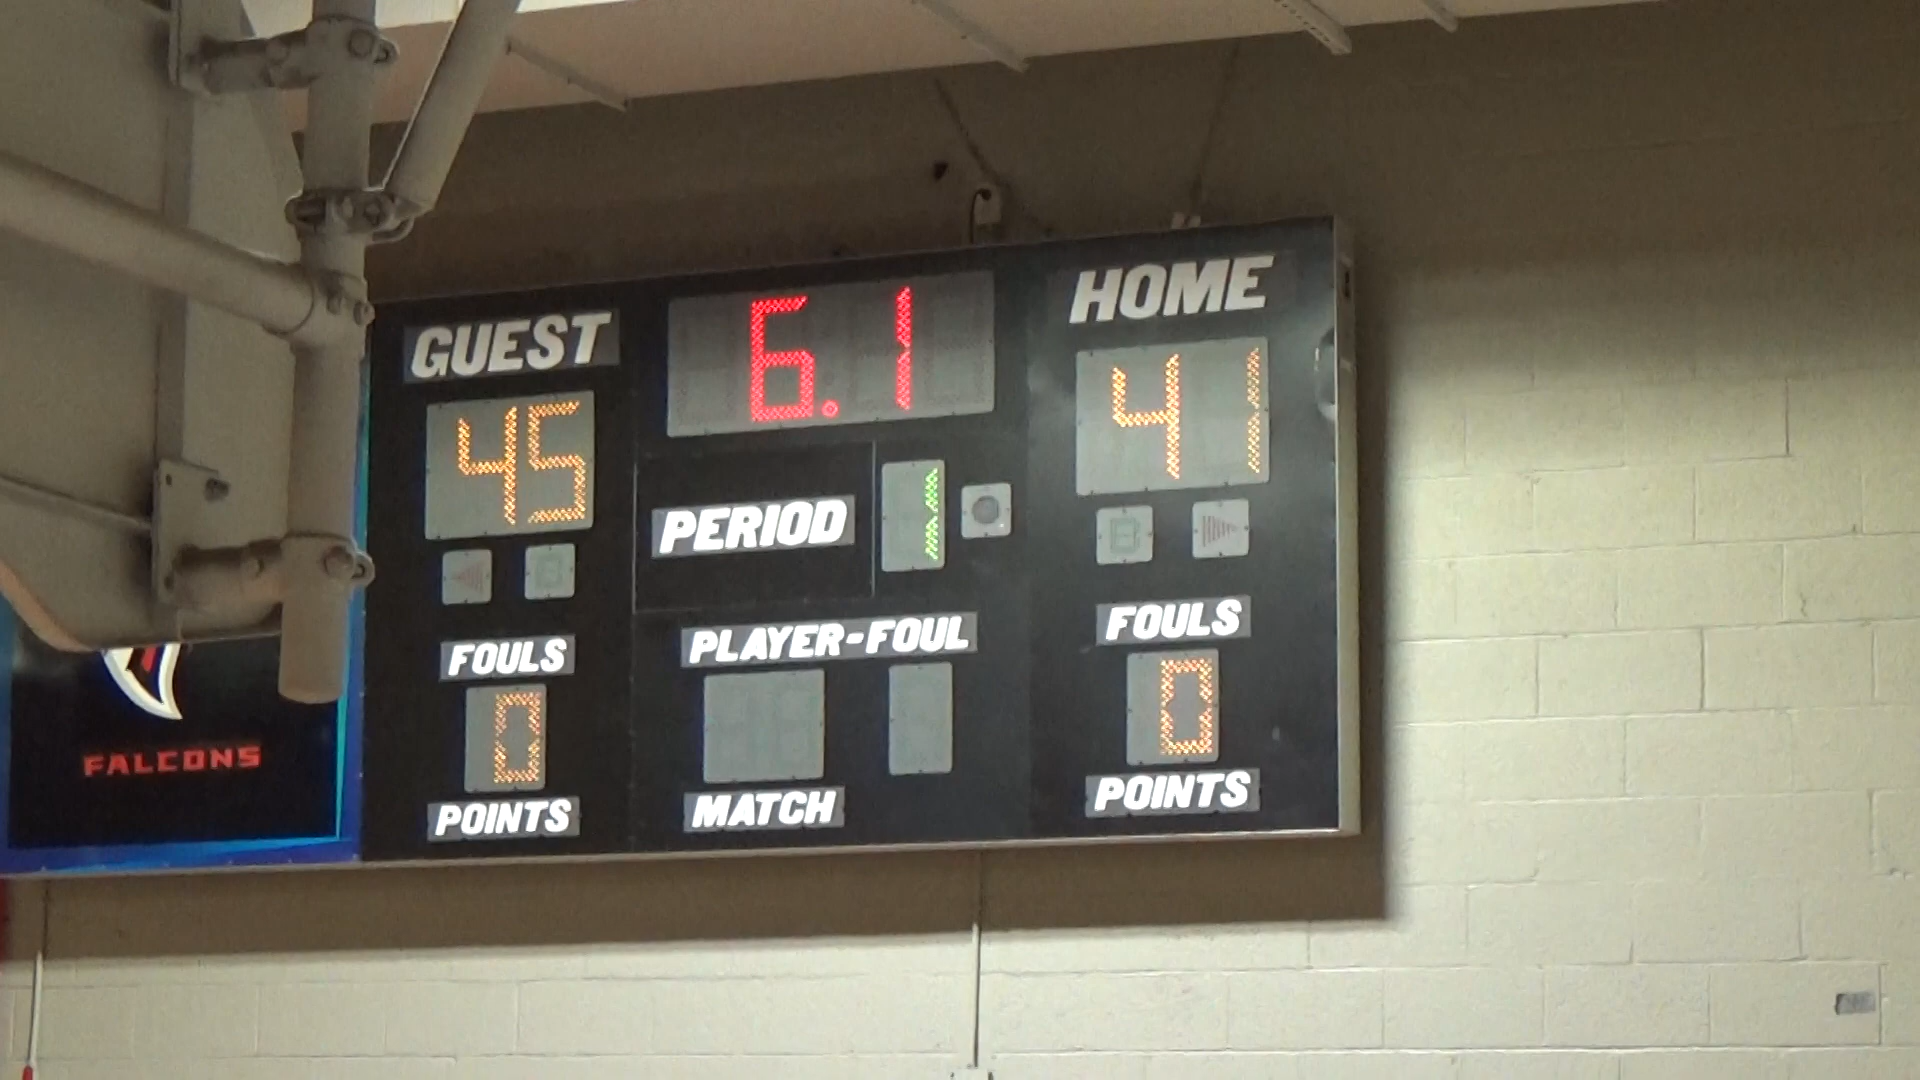 GUEST
6.1
HOME
45
41
PERIOD
1
FOULS
PLAYER-FOUL
FOULS
0
0
POINTS
MATCH
POINTS
FALCONS